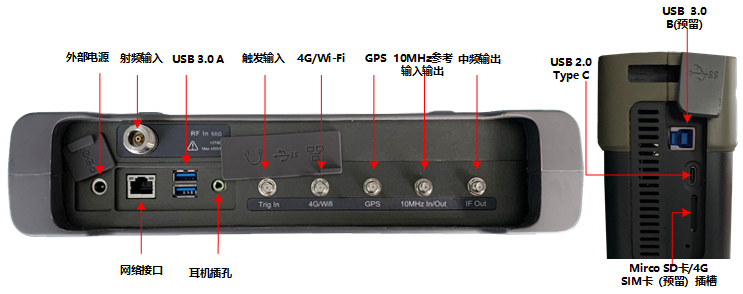 外部电源
射频输入
USB 3.0 A
触发输入
4G/Wi-Fi
GPS
10MHz参考
输入输出
中频输出
USB 3.0
B(预留)
USB 2.0
Type C
RF In 50Ω
Trig In
4G/Wifi
GPS
10MHz In/Out
IF Out
网络接口
耳机插孔
Mirco SD卡/4G
SIM卡 (预留) 插槽